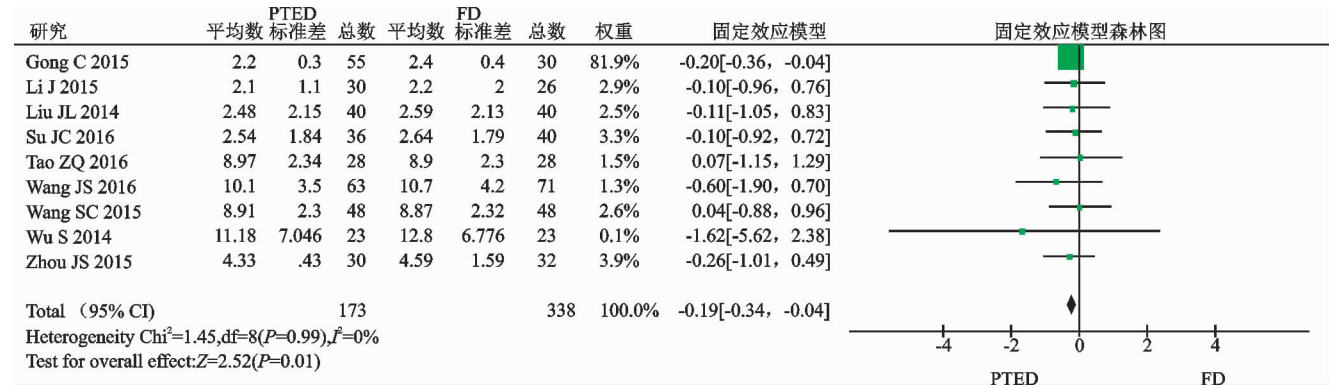 PTED FD
研究 平均数 标准差 总数 平均数 标准差 总数 权重 固定效应模型 固定效应模型森林图
Gong C 2015 2.2 0.3 55 2.4 0.4 30 81.9% -0.20[-0.36, -0.04]
Li J 2015 2.1 1.1 30 2.2 2 26 2.9% -0.10[-0.96, 0.76]
Liu JL 2014 2.48 2.15 40 2.59 2.13 40 2.5% -0.11[-1.05, 0.83]
Su JC 2016 2.54 1.84 36 2.64 1.79 40 3.3% -0.10[-0.92, 0.72]
Tao ZQ 2016 8.97 2.34 28 8.9 2.3 28 1.5% 0.07[-1.15, 1.29]
Wang JS 2016 10.1 3.5 63 10.7 4.2 71 1.3% -0.60[-1.90, 0.70]
Wang SC 2015 8.91 2.3 48 8.87 2.32 48 2.6% 0.04[-0.88, 0.96]
Wu S 2014 11.18 7.046 23 12.8 6.776 23 0.1% -1.62[-5.62, 2.38]
Zhou JS 2015 4.33 .43 30 4.59 1.59 32 3.9% -0.26[-1.01, 0.49]
Total (95% CI) 173 338 100.0% -0.19[-0.34, -0.04]
Heterogeneity Chi²=1.45,df=8(P=0.99),I²=0%
Test for overall effect:Z=2.52(P=0.01)
-4 -2 0 2 4
PTED FD